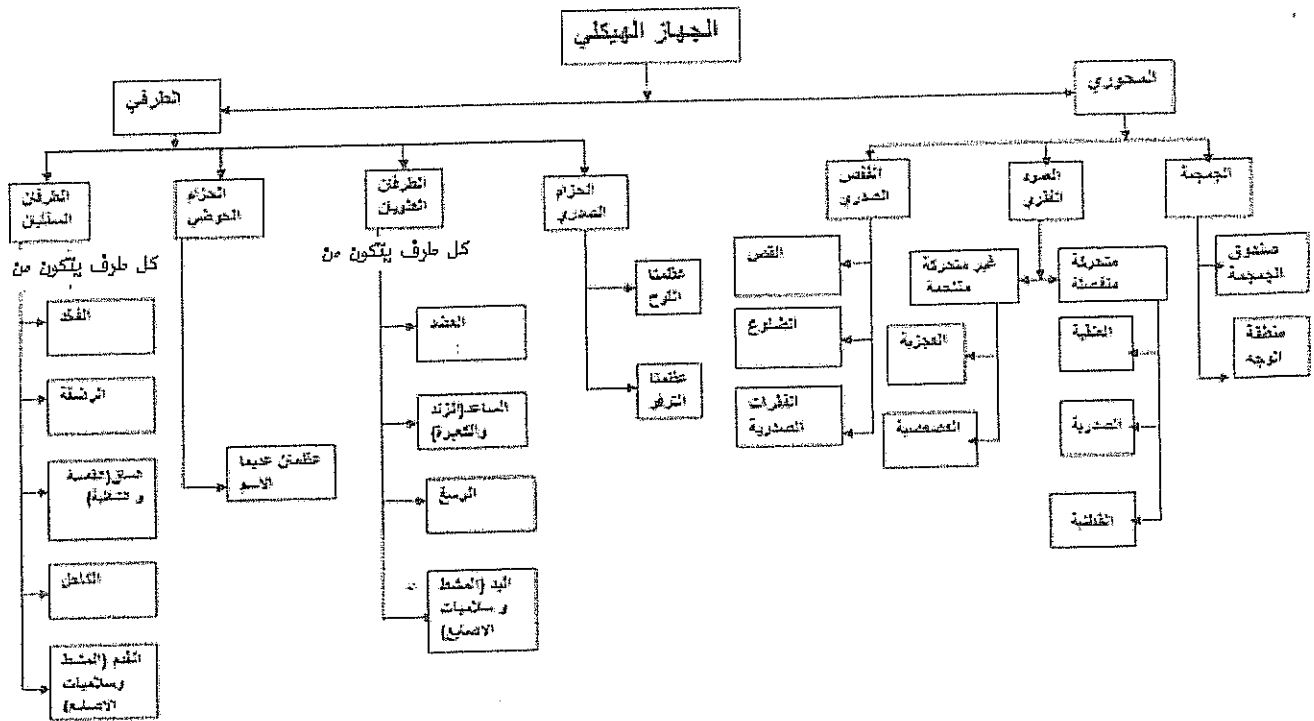 الجهاز الهيكلي
المحوري
الطرفي
الجمجمة
العمود
الفقري
القفص
الصدري
الحزام
الصدري
الطرفان
العلويان
الحزام
الحوضي
الطرفان
السفليان
صندوق
الجمجمة
منطقة
الوجه
متحركة
منفصلة
غير متحركة
ملتحمة
العنقية
الصدرية
القطنية
العجزية
العصعصية
القص
الضلوع
الفقرات
الصدرية
عظمتا
اللوح
عظمتا
الترقو
كل طرف يتكون من
العضد
الساعد(الزند
والكعبرة)
الرسغ
اليد (المشط
و سلاميات
الاصابع)
عظمتان عديما
الاسم
كل طرف يتكون من
الفخذ
الرضفة
الساق(القصبة
و الشظية)
الكاحل
القدم (المشط
وسلاميات
الاصابع)